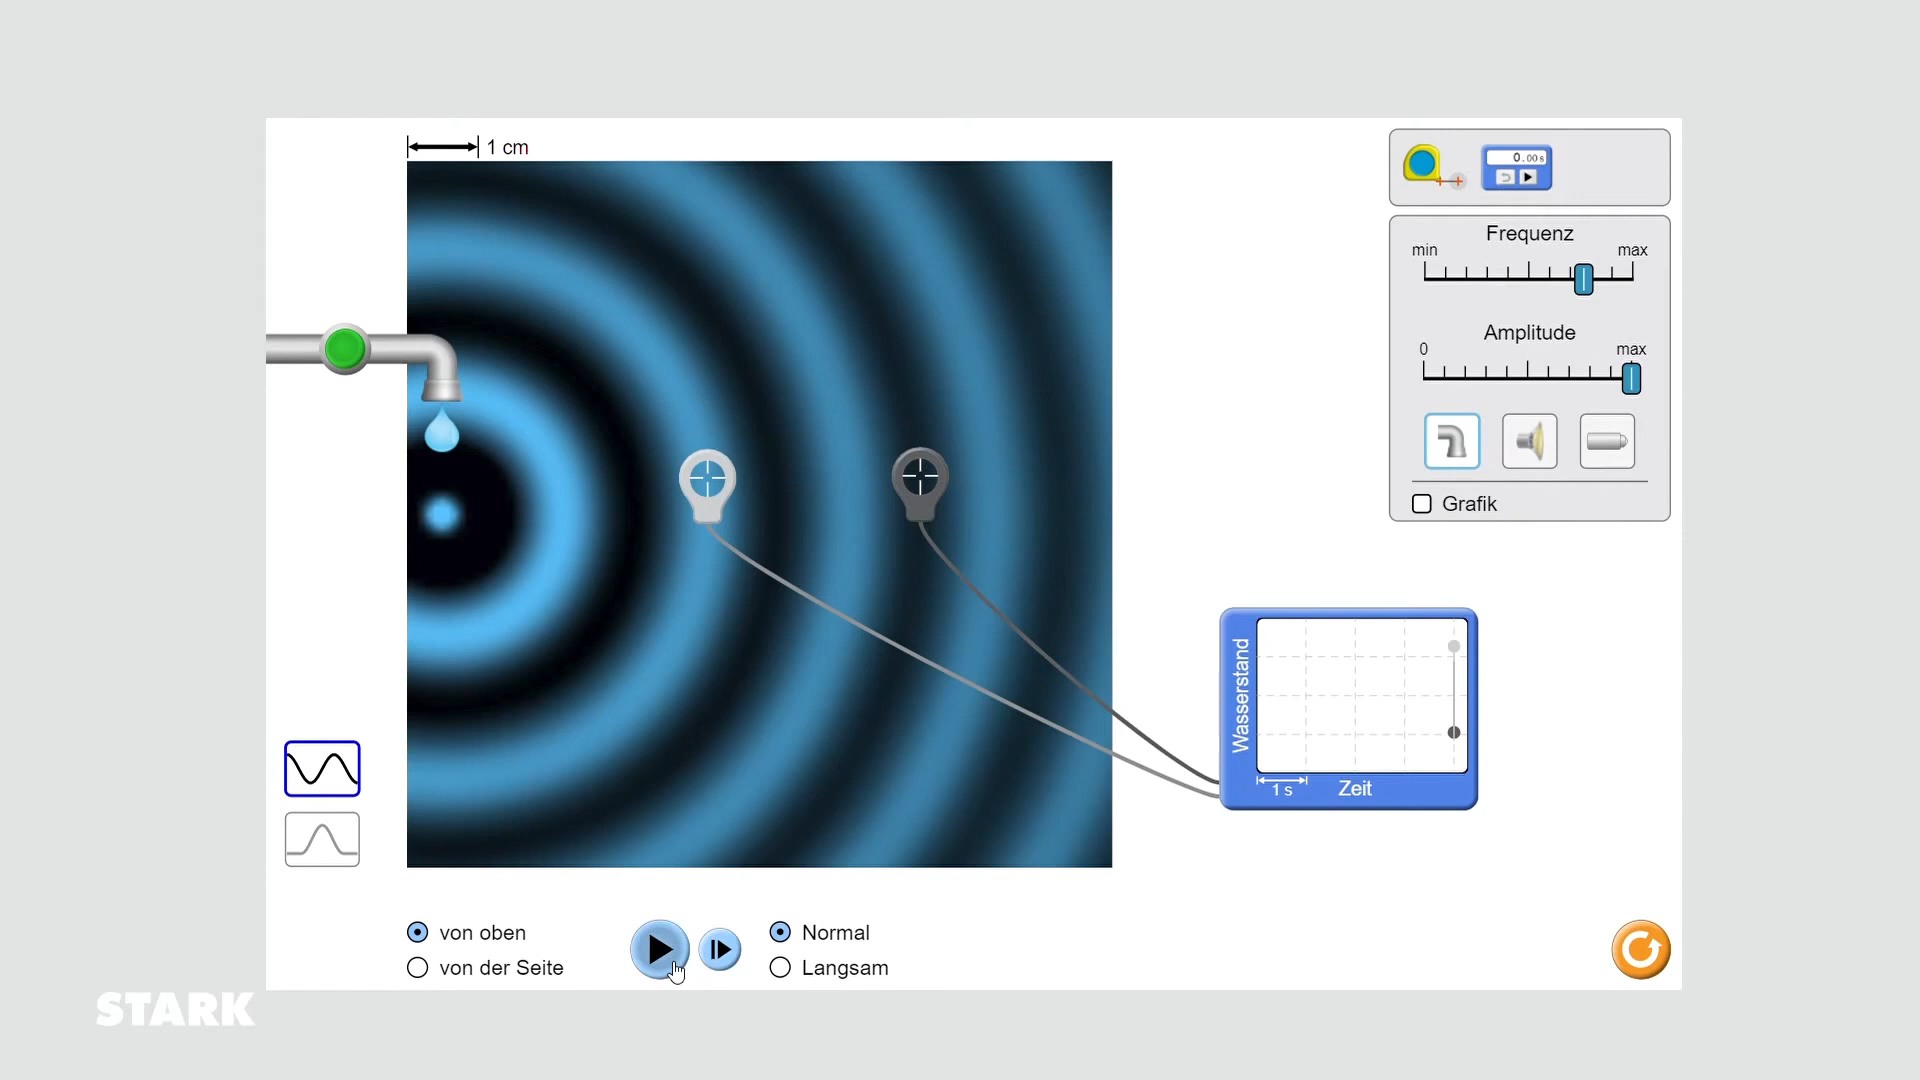 1 cm
0.00 s
Frequenz
min max
Amplitude
0 max
Grafik
Wasserstand
1 s Zeit
von oben
von der Seite
Normal
Langsam
STARK